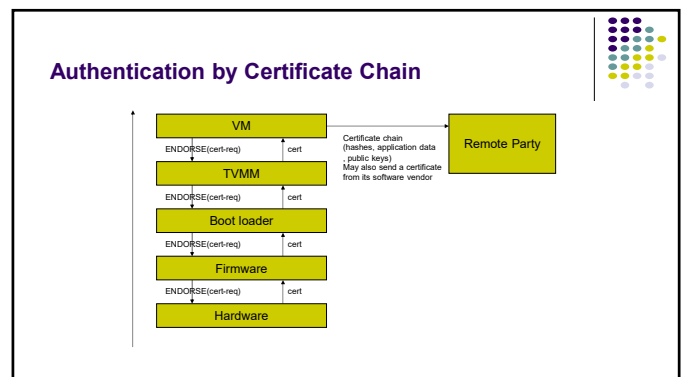 Authentication by Certificate Chain
VM
ENDORSE(cert-req) cert
TVMM
ENDORSE(cert-req) cert
Boot loader
ENDORSE(cert-req) cert
Firmware
ENDORSE(cert-req) cert
Hardware
Certificate chain
(hashes, application data
, public keys)
May also send a certificate
from its software vendor
Remote Party